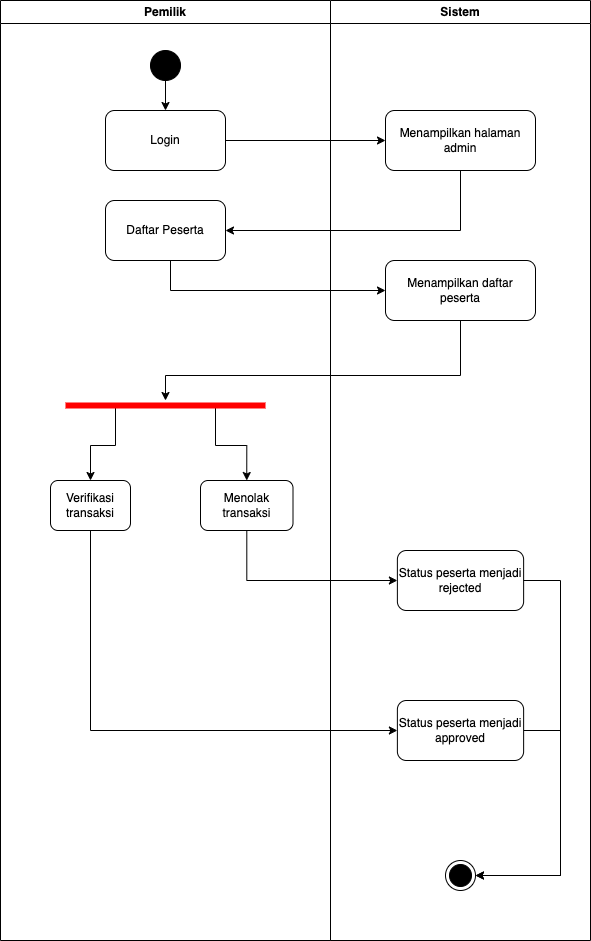 Pemilik
Sistem
Login
Menampilkan halaman
admin
Daftar Peserta
Menampilkan daftar
peserta
Verifikasi
transaksi
Menolak
transaksi
Status peserta menjadi
rejected
Status peserta menjadi
approved